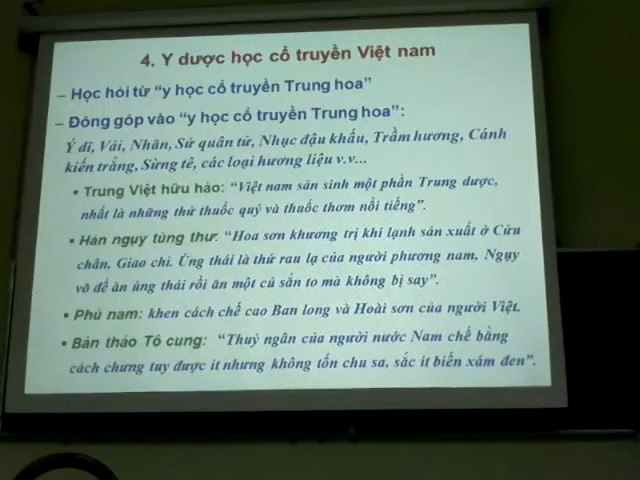 4. Y dược học cổ truyền Việt nam
– Học hỏi từ “y học cổ truyền Trung hoa”
– Đóng góp vào “y học cổ truyền Trung hoa”:
Ý dĩ, Vải, Nhãn, Sử quân tử, Nhục đậu khấu, Trầm hương, Cánh
kiến trắng, Sừng tê, các loại hương liệu v.v...
• Trung Việt hữu hảo: “Việt nam sản sinh một phần Trung dược,
nhất là những thứ thuốc quý và thuốc thơm nổi tiếng”.
• Hán ngụy tùng thư: “Hoa sơn khương trị khí lạnh sản xuất ở Cửu
chân, Giao chỉ. Úng thái là thứ rau lạ của người phương nam, Ngụy
võ đế ăn úng thái rồi ăn một củ sắn to mà không bị say”.
• Phù nam: khen cách chế cao Ban long và Hoài sơn của người Việt.
• Bản thảo Tô cung: “Thuỷ ngân của người nước Nam chế bằng
cách chưng tuy được ít nhưng không tốn chu sa, sắc ít biến xám đen”.